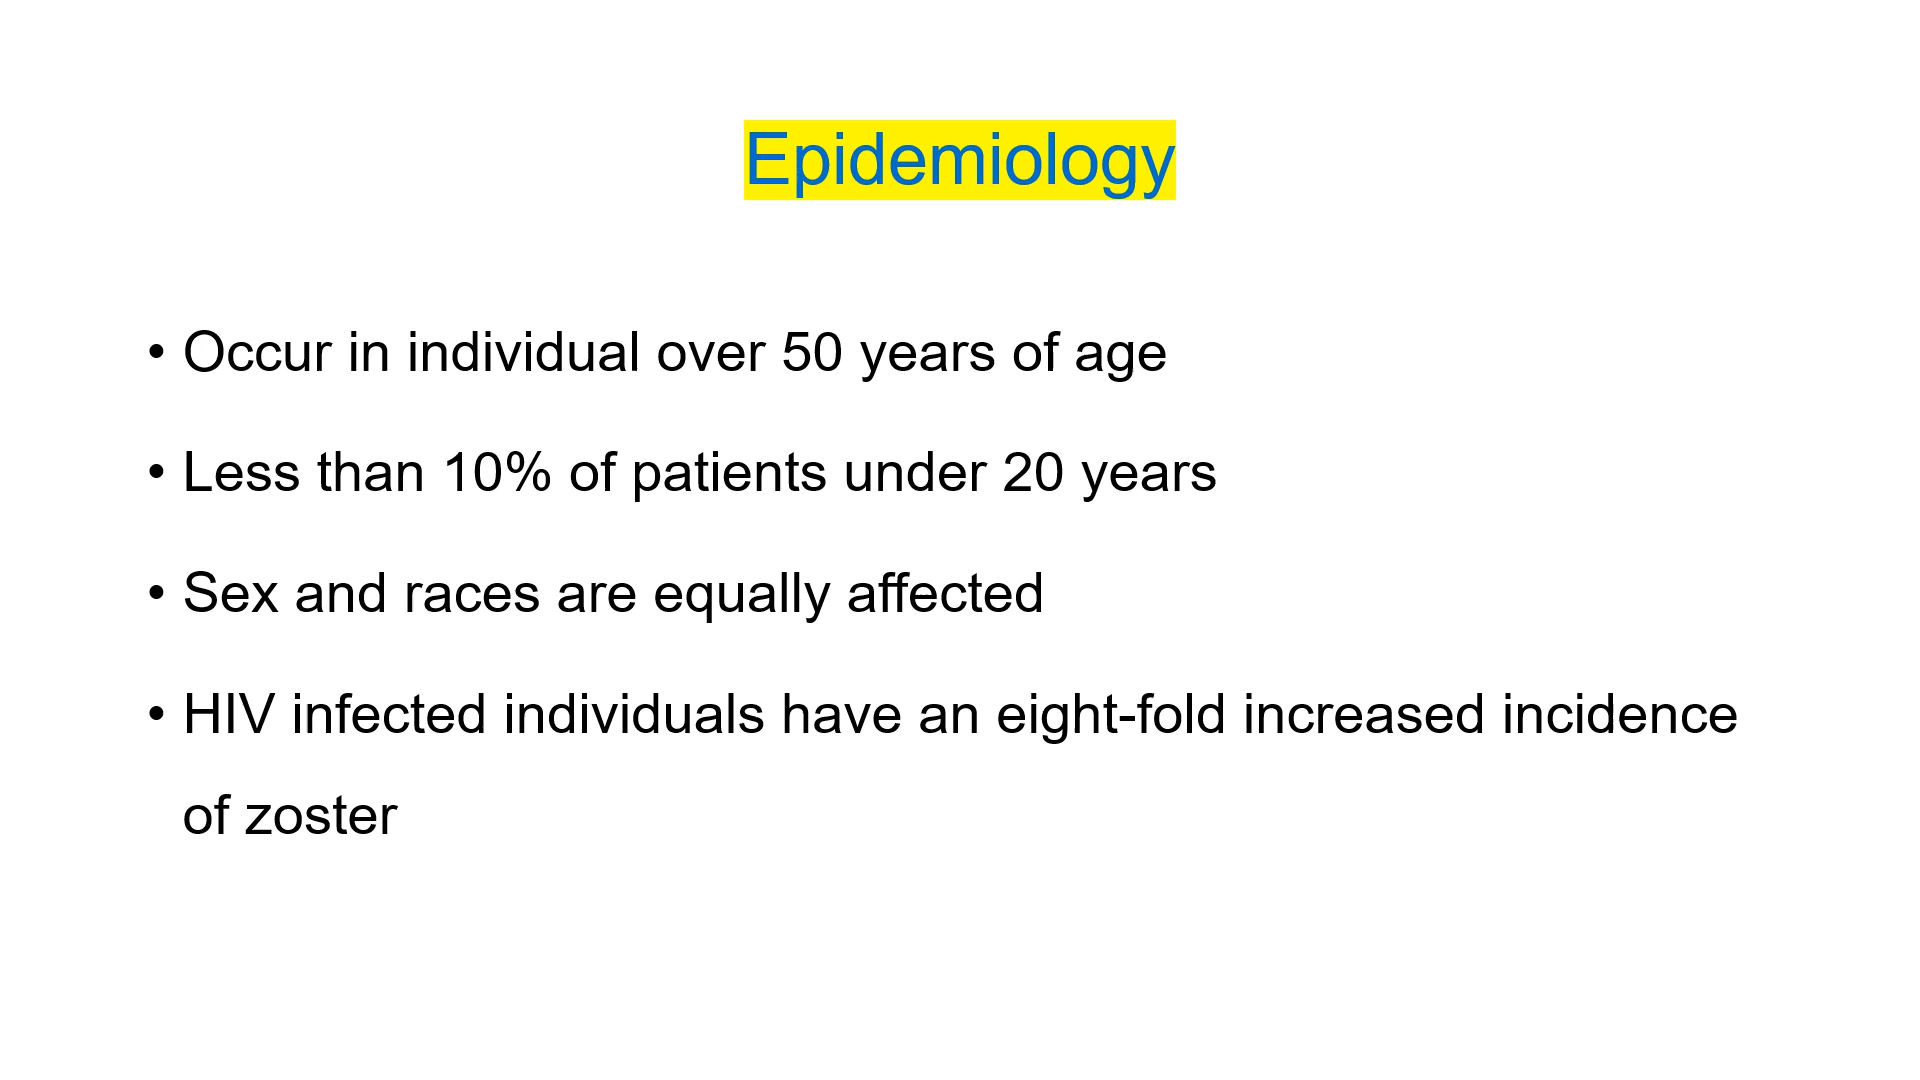 Epidemiology
• Occur in individual over 50 years of age
• Less than 10% of patients under 20 years
• Sex and races are equally affected
• HIV infected individuals have an eight-fold increased incidence
of zoster